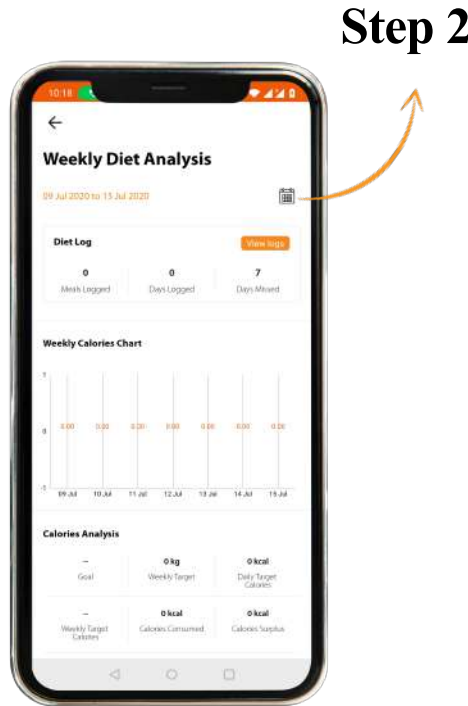 Step 2
10:18
Weekly Diet Analysis
09 Jul 2020 to 15 Jul 2020
Diet Log
View logs
0 0 7
Meals Logged Days Logged Days Missed
Weekly Calories Chart
1
0.00 0.00 0.00 0.00 0.00 0.00 0.00
0
-1
09 Jul 10 Jul 11 Jul 12 Jul 13 Jul 14 Jul 15 Jul
Calories Analysis
-- 0 kg 0 kcal
Goal Weekly Target Daily Target
Calories
-- 0 kcal 0 kcal
Weekly Target Calories Consumed Calories Surplus
Calories